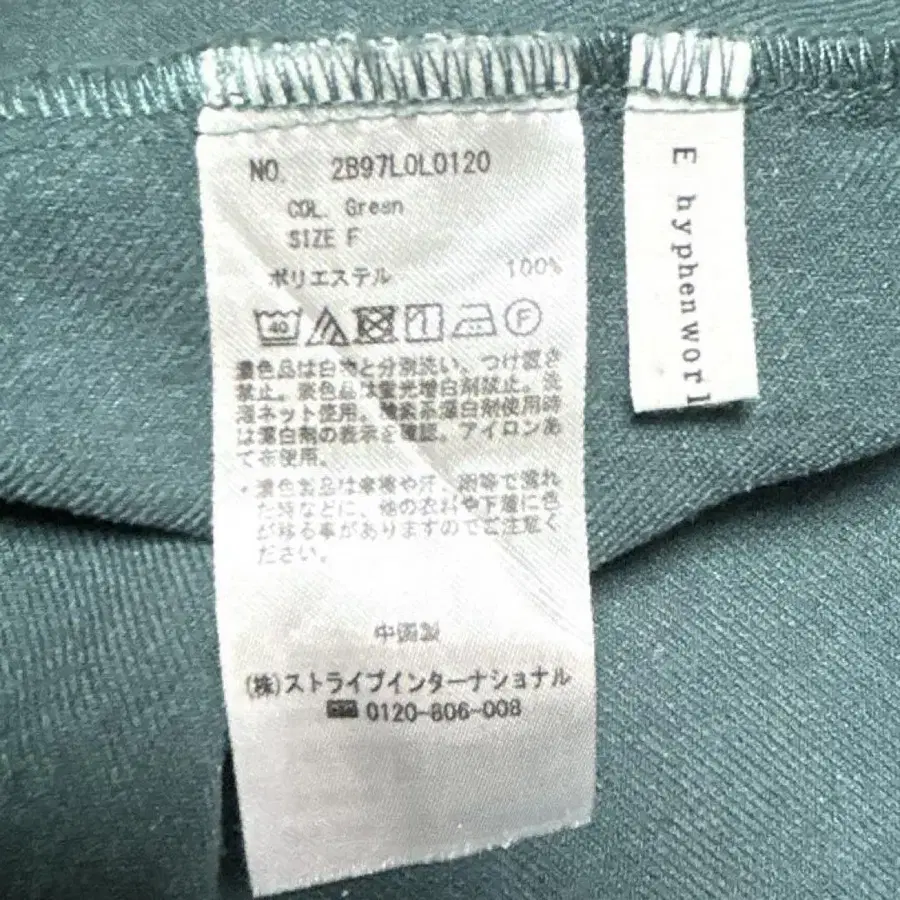 NO. 2B97L0L0120
COL. Green
SIZE F
ポリエステル 100%
40
F
濃色品は白物と分別洗い、つけ置き
禁止。淡色品は蛍光増白剤禁止。洗
濯ネット使用。酸素系漂白剤使用時
は漂白剤の表示を確認。アイロンあ
て布使用。
・濃色製品は摩擦や汗、雨等で濡れ
た時などに、他の衣料や下着に色
が移る事がありますのでご注意く
ださい。
中国製
(株)ストライプインターナショナル
0120-806-008
E hyphen worl